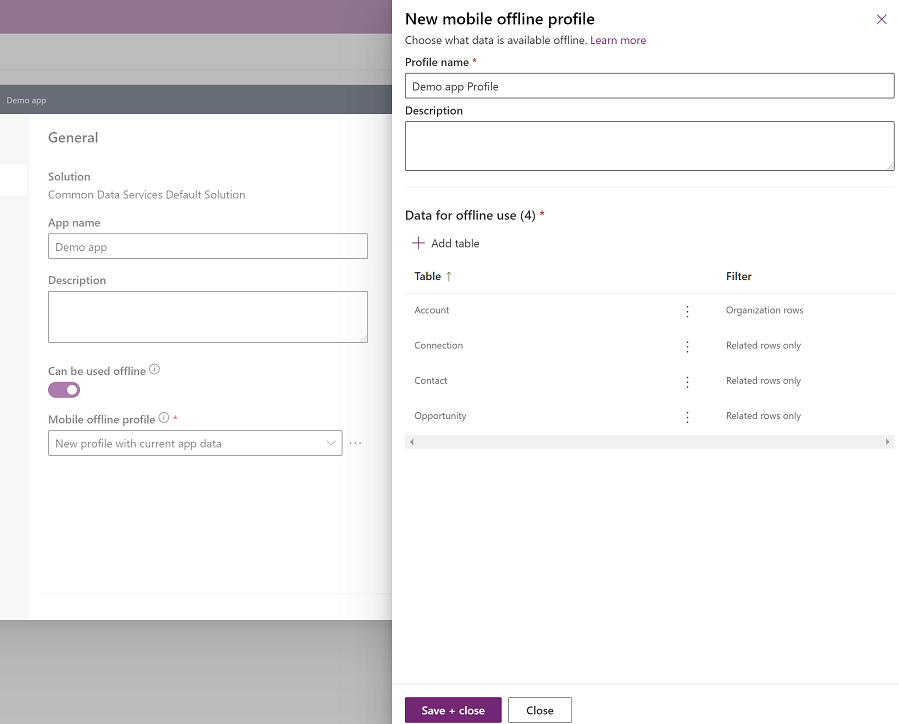 Demo app
General
Solution
Common Data Services Default Solution
App name
Demo app
Description
Can be used offline
Mobile offline profile *
New profile with current app data
New mobile offline profile
Choose what data is available offline. Learn more
Profile name *
Demo app Profile
Description
Data for offline use (4) *
Add table
Table ↑ Filter
Account Organization rows
Connection Related rows only
Contact Related rows only
Opportunity Related rows only
Save + close Close